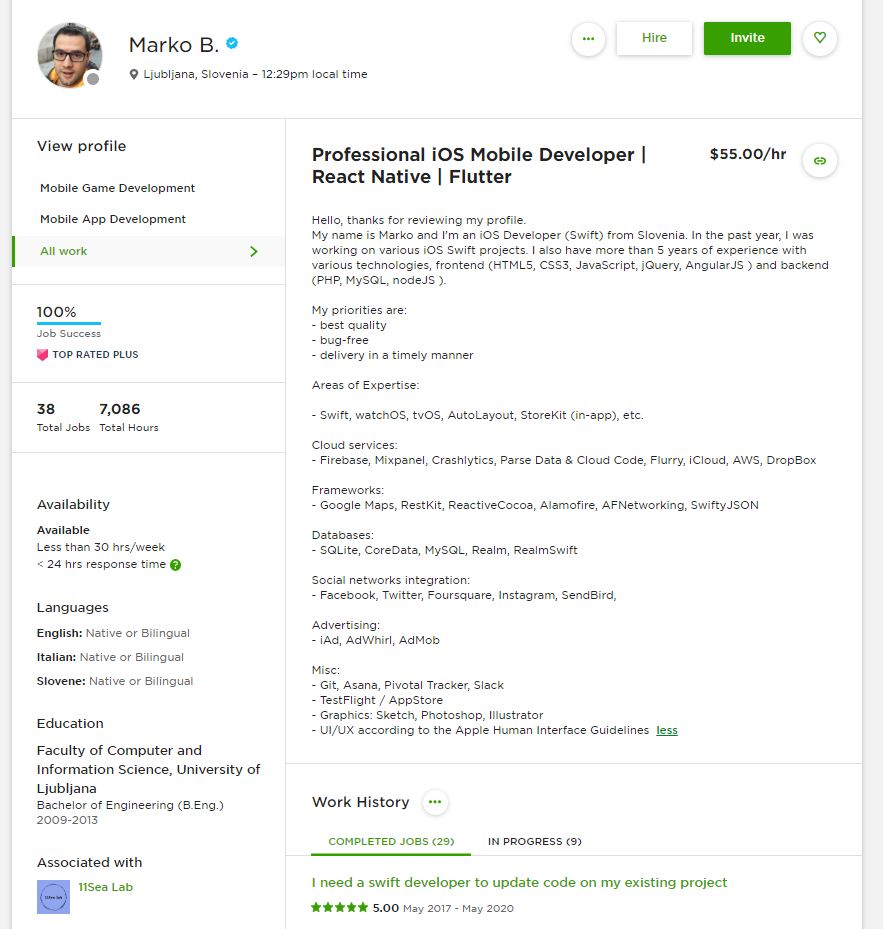 Marko B.
Ljubljana, Slovenia – 12:29pm local time
Hire
Invite
View profile
Mobile Game Development
Mobile App Development
All work
100%
Job Success
TOP RATED PLUS
38 7,086
Total Jobs Total Hours
Availability
Available
Less than 30 hrs/week
< 24 hrs response time ?
Languages
English: Native or Bilingual
Italian: Native or Bilingual
Slovene: Native or Bilingual
Education
Faculty of Computer and
Information Science, University of
Ljubljana
Bachelor of Engineering (B.Eng.)
2009-2013
Associated with
11Sea Lab
11Sea Lab
Professional iOS Mobile Developer |
React Native | Flutter
$55.00/hr
Hello, thanks for reviewing my profile.
My name is Marko and I'm an iOS Developer (Swift) from Slovenia. In the past year, I was
working on various iOS Swift projects. I also have more than 5 years of experience with
various technologies, frontend (HTML5, CSS3, JavaScript, jQuery, AngularJS ) and backend
(PHP, MySQL, nodeJS ).
My priorities are:
- best quality
- bug-free
- delivery in a timely manner
Areas of Expertise:
- Swift, watchOS, tvOS, AutoLayout, StoreKit (in-app), etc.
Cloud services:
- Firebase, Mixpanel, Crashlytics, Parse Data & Cloud Code, Flurry, iCloud, AWS, DropBox
Frameworks:
- Google Maps, RestKit, ReactiveCocoa, Alamofire, AFNetworking, SwiftyJSON
Databases:
- SQLite, CoreData, MySQL, Realm, RealmSwift
Social networks integration:
- Facebook, Twitter, Foursquare, Instagram, SendBird,
Advertising:
- iAd, AdWhirl, AdMob
Misc:
- Git, Asana, Pivotal Tracker, Slack
- TestFlight / AppStore
- Graphics: Sketch, Photoshop, Illustrator
- UI/UX according to the Apple Human Interface Guidelines less
Work History
COMPLETED JOBS (29) IN PROGRESS (9)
I need a swift developer to update code on my existing project
5.00 May 2017 - May 2020